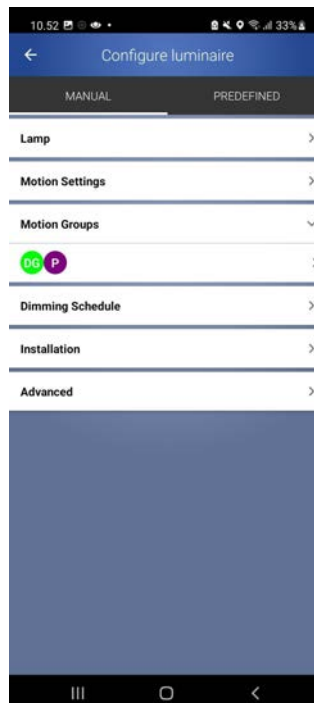 10.52 33%
Configure luminaire
MANUAL PREDEFINED
Lamp
Motion Settings
Motion Groups
DG P
Dimming Schedule
Installation
Advanced